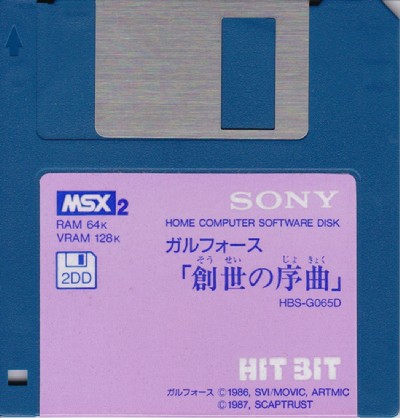 MSX2
SONY
RAM 64K
VRAM 128K
HOME COMPUTER SOFTWARE DISK
2DD
ガルフォース
そう せい じょ きょく
「創世の序曲」
HBS-G065D
HiT BiT
ガルフォース ©1986, SVI/MOVIC, ARTMIC
©1987, SCAPTRUST